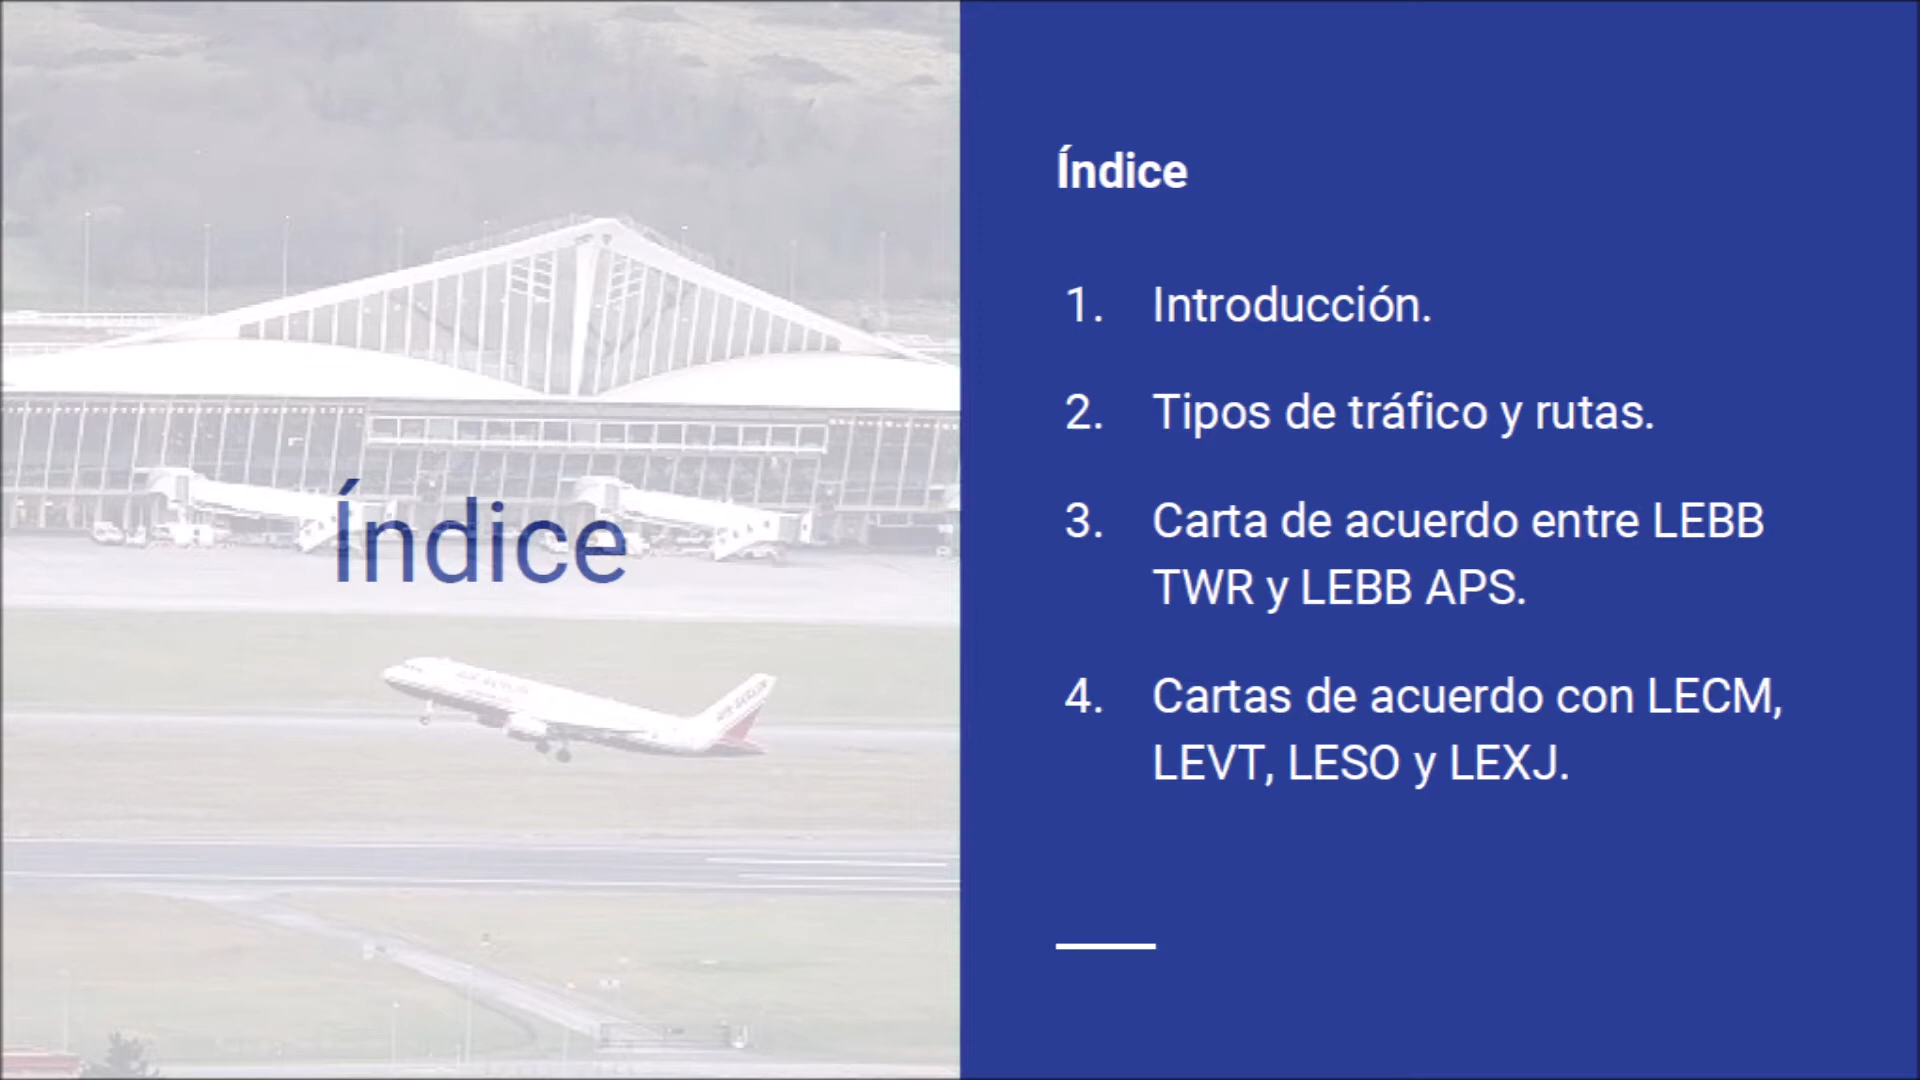 Índice
Índice
1. Introducción.
2. Tipos de tráfico y rutas.
3. Carta de acuerdo entre LEBB
TWR y LEBB APS.
4. Cartas de acuerdo con LECM,
LEVT, LESO y LEXJ.